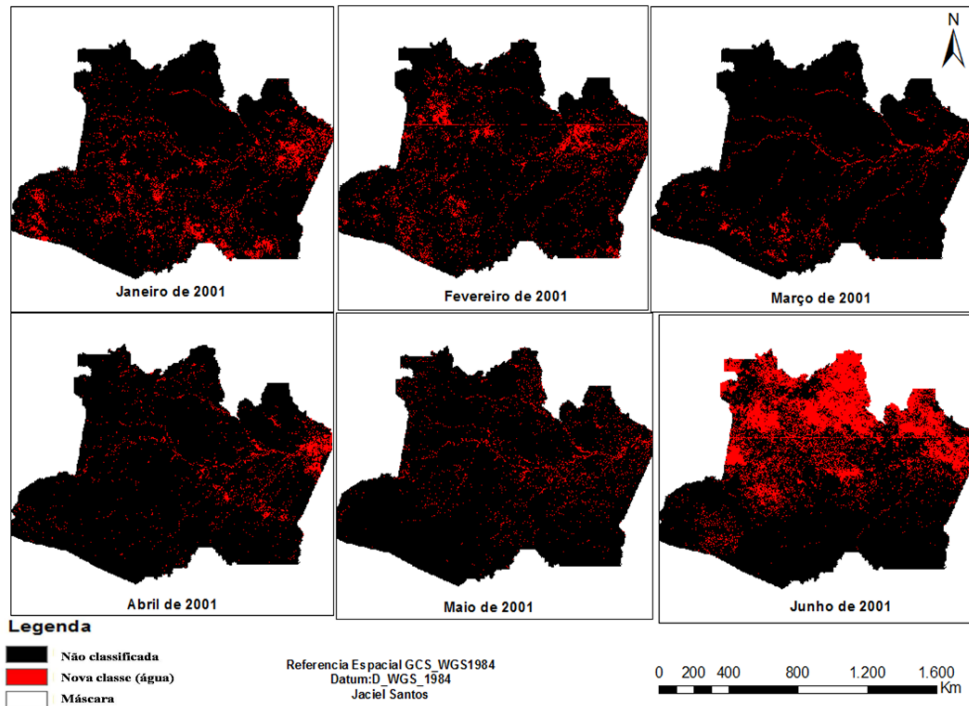 N
Janeiro de 2001
Fevereiro de 2001
Março de 2001
Abril de 2001
Maio de 2001
Junho de 2001
Legenda
Não classificada
Nova classe (água)
Máscara
Referencia Espacial GCS_WGS1984
Datum:D_WGS_1984
Jaciel Santos
0 200 400 800 1.200 1.600
Km